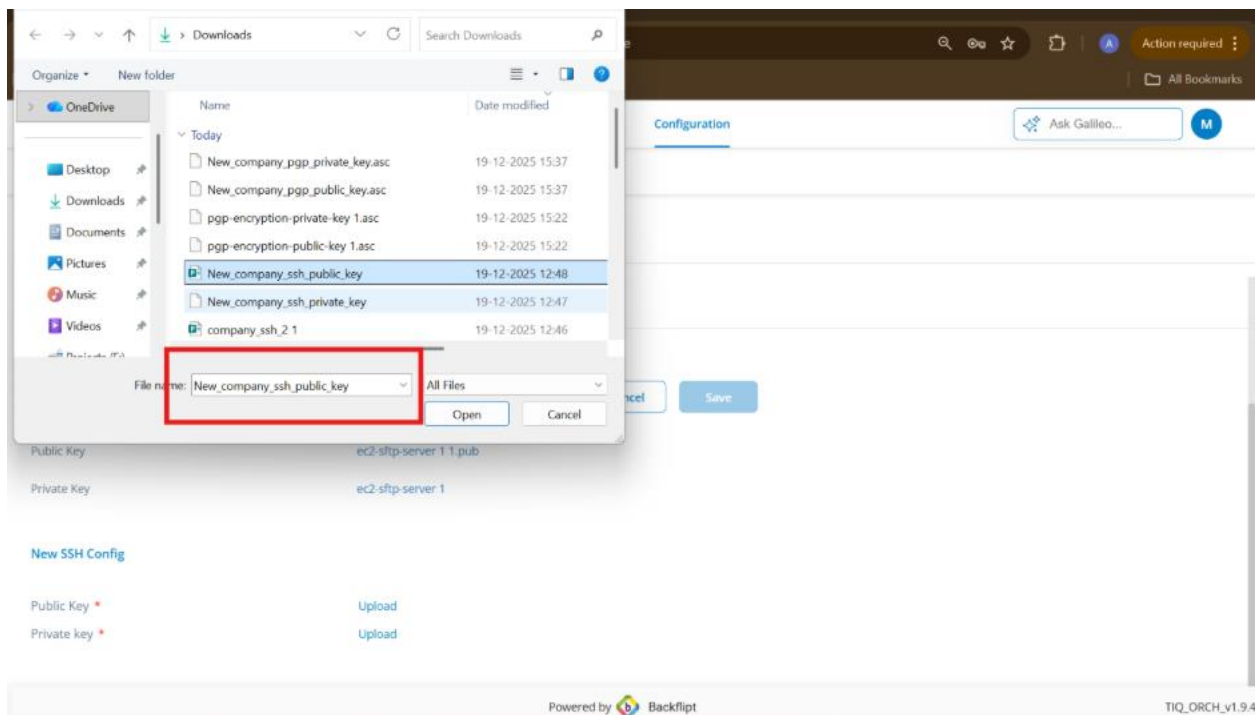 Downloads
Search Downloads
Action required
Organize
New folder
All Bookmarks
OneDrive
Name
Date modified
Configuration
Ask Galileo...
M
Today
Desktop
New_company_pgp_private_key.asc 19-12-2025 15:37
Downloads
New_company_pgp_public_key.asc 19-12-2025 15:37
Documents
pgp-encryption-private-key 1.asc 19-12-2025 15:22
pgp-encryption-public-key 1.asc 19-12-2025 15:22
Pictures
New_company_ssh_public_key 19-12-2025 12:48
Music
New_company_ssh_private_key 19-12-2025 12:47
Videos
company_ssh_2 1 19-12-2025 12:46
File name: New_company_ssh_public_key
All Files
Open
Cancel
Save
Public Key ec2-sftp-server 1 1.pub
Private Key ec2-sftp-server 1
New SSH Config
Public Key * Upload
Private key * Upload
Powered by Backflipt
TIQ_ORCH_v1.9.4